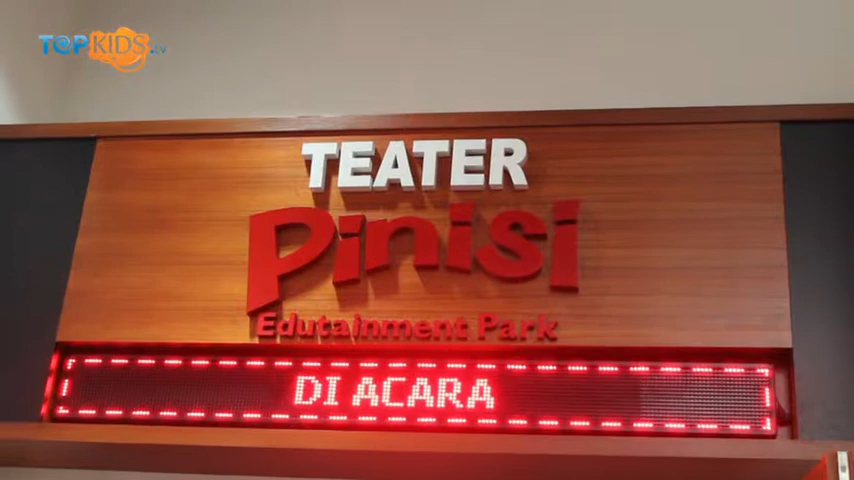 TOPKIDS.tv
TEATER
Pinisi
Edutainment Park
DI ACARA